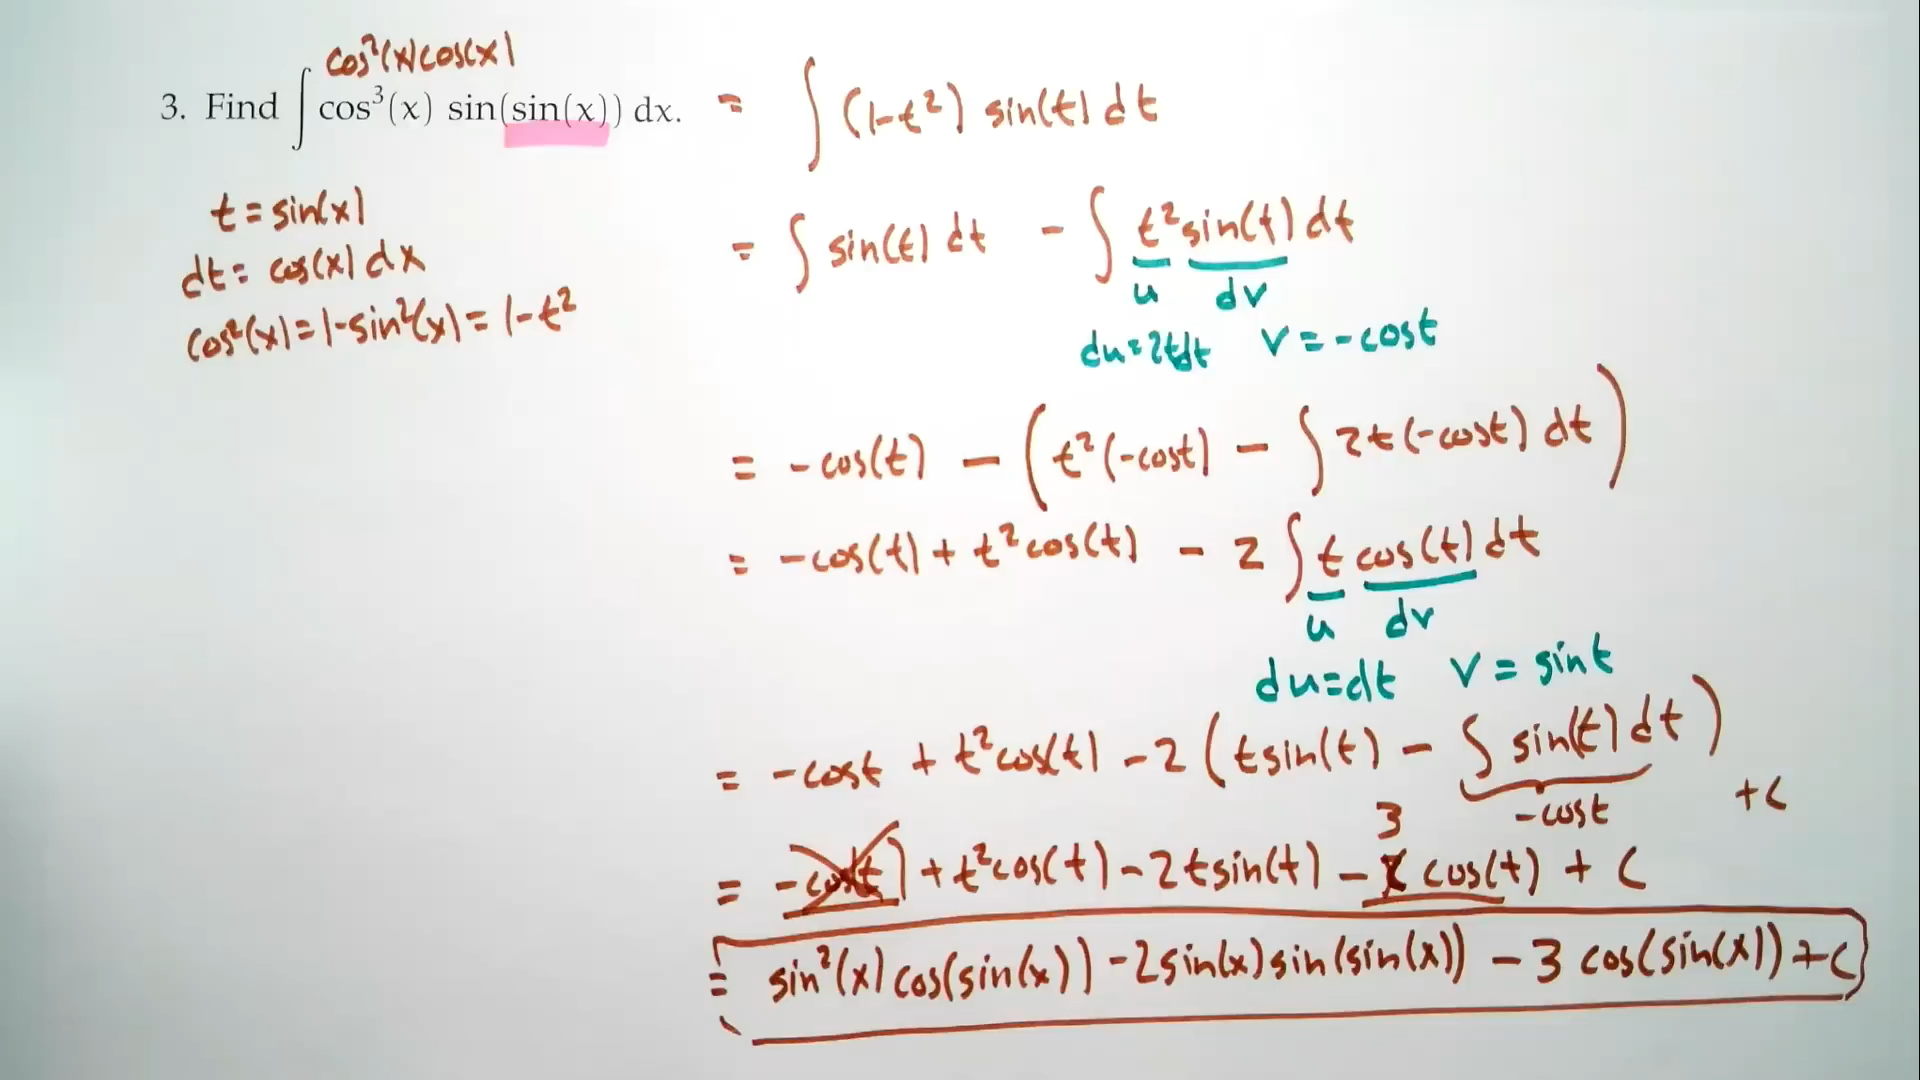 cos²(x)cos(x)
3. Find ∫ cos³(x) sin(sin(x)) dx. = ∫ (1-t²) sin(t) dt
t = sin(x)
dt = cos(x) dx
cos²(x) = 1-sin²(x) = 1-t²
= ∫ sin(t) dt - ∫ t² sin(t) dt
u dv
du = 2tdt v = -cost
= -cos(t) - ( t²(-cost) - ∫ 2t(-cost) dt )
= -cos(t) + t²cos(t) - 2 ∫ t cos(t) dt
u dv
du=dt v = sint
= -cost + t²cos(t) - 2 ( tsin(t) - ∫ sin(t) dt )
-cost +c
3
= -cos(t) + t²cos(t) - 2tsin(t) - 2 cos(t) + C
= sin²(x) cos(sin(x)) - 2sin(x) sin(sin(x)) - 3 cos(sin(x)) + C